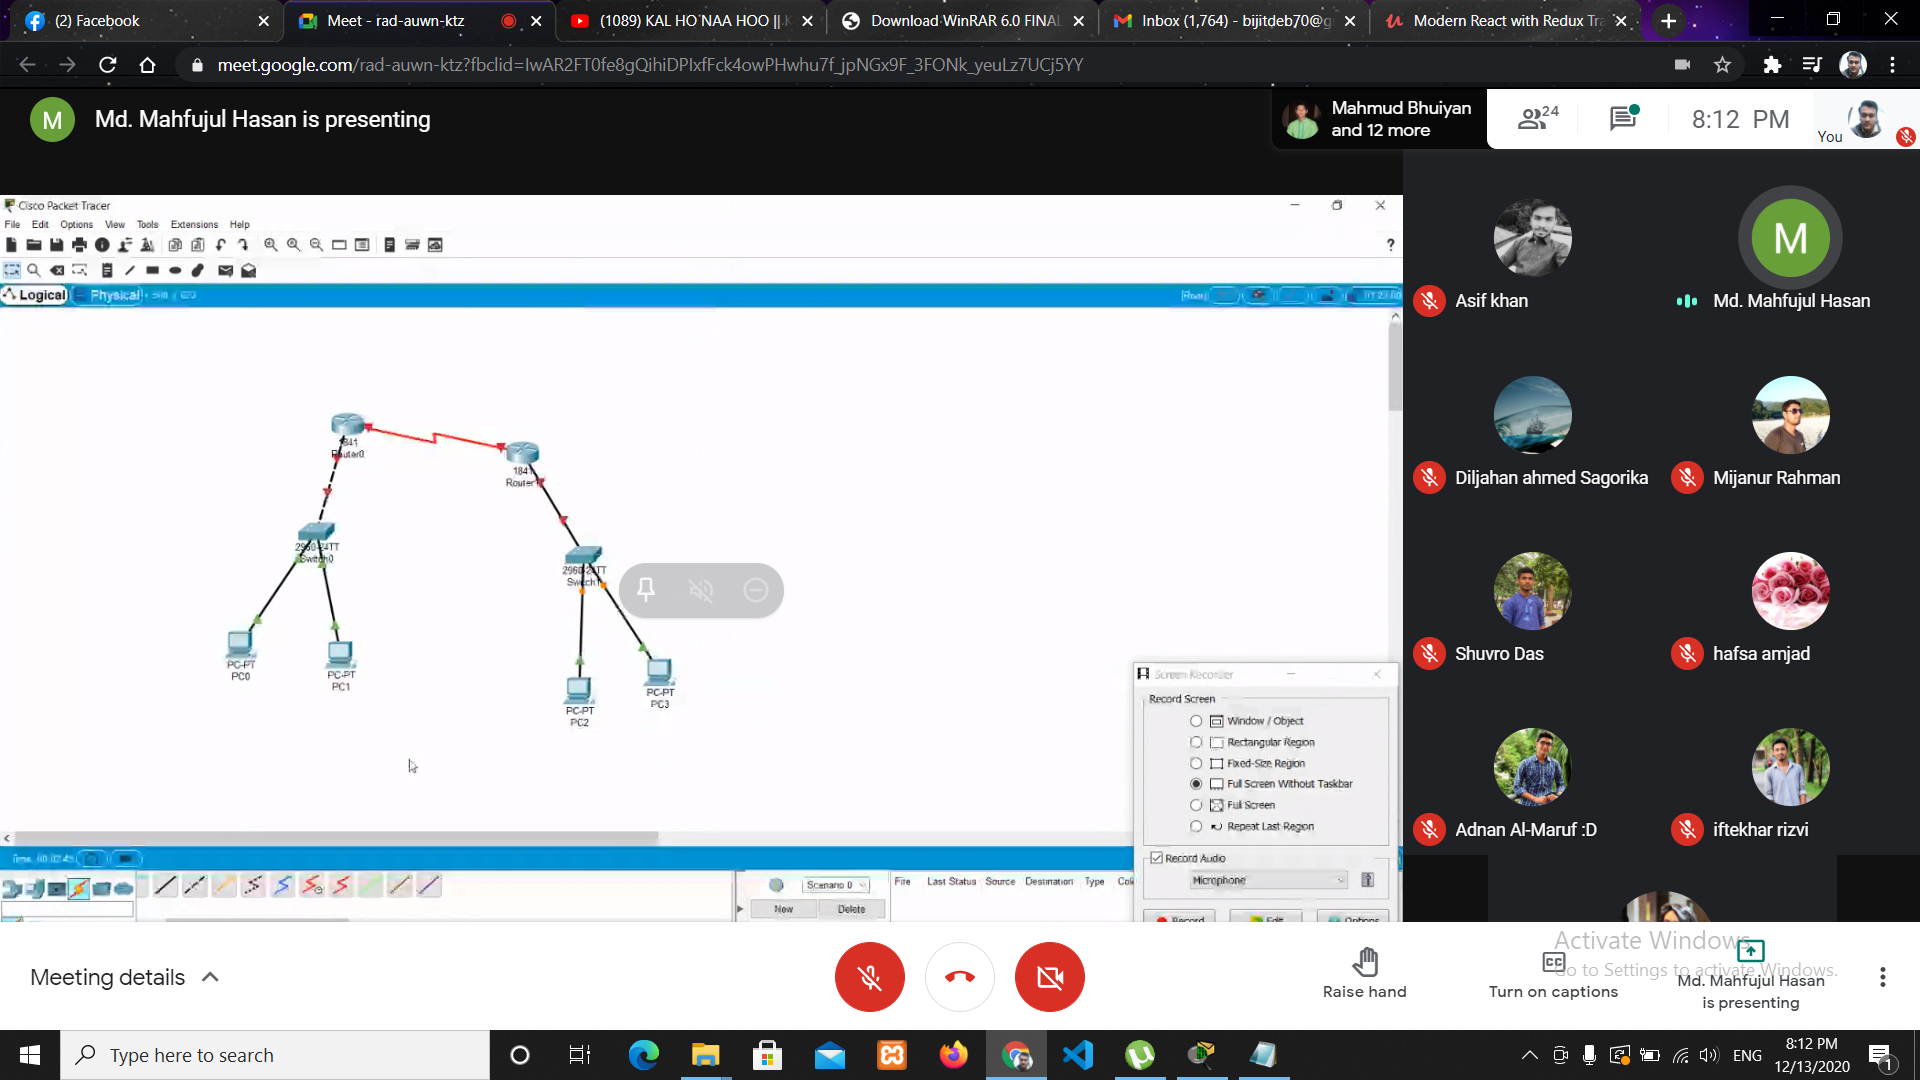 (2) Facebook
Meet - rad-auwn-ktz
(1089) KAL HO NAA HOO ||
Download WinRAR 6.0 FINAL
Inbox (1,764) - bijitdeb70@g
Modern React with Redux Tra
meet.google.com/rad-auwn-ktz?fbclid=IwAR2FT0fe8gQihiDPIxfFck4owPHwhu7f_jpNGx9F_3FONk_yeuLz7UCj5YY
M
Md. Mahfujul Hasan is presenting
Mahmud Bhuiyan
and 12 more
24
8:12 PM
You
Cisco Packet Tracer
File Edit Options View Tools Extensions Help
?
Logical
Physical
Root
841
Router0
1841
Router
2960-24TT
Switch0
2960-24TT
Switch1
PC-PT
PC0
PC-PT
PC1
PC-PT
PC2
PC-PT
PC3
Screen Recorder
Record Screen
Window / Object
Rectangular Region
Fixed-Size Region
Full Screen Without Taskbar
Full Screen
Repeat Last Region
Record Audio
Microphone
Record
Edit
Options
Scenario 0
New
Delete
Fire Last Status Source Destination Type
Asif khan
M
Md. Mahfujul Hasan
Diljahan ahmed Sagorika
Mijanur Rahman
Shuvro Das
hafsa amjad
Adnan Al-Maruf :D
iftekhar rizvi
Meeting details
Raise hand
CC
Turn on captions
Md. Mahfujul Hasan
is presenting
Activate Windows
Go to Settings to activate Windows.
Type here to search
ENG
8:12 PM
12/13/2020
1